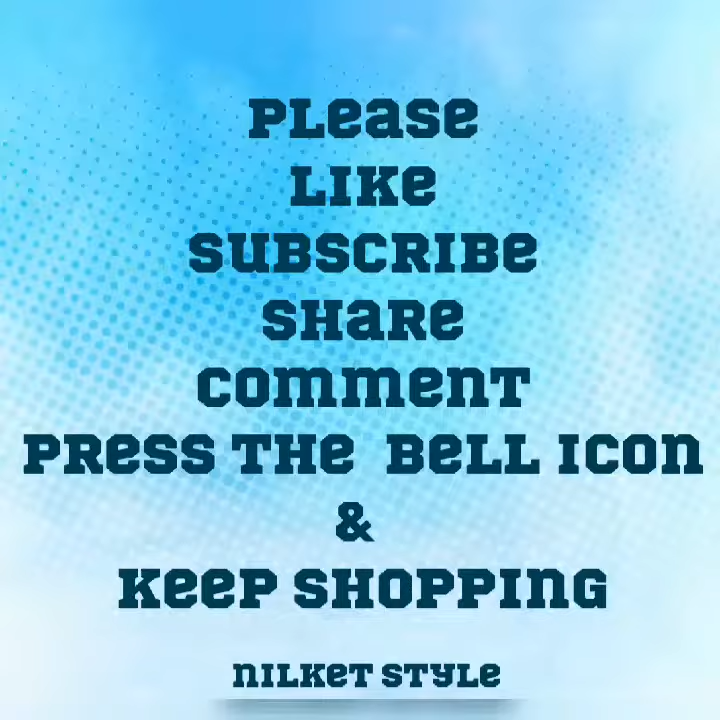 PLease
LIKe
SUBSCRIBe
SHaRe
commenT
PRess THe BeLL Icon
&
KeeP SHOPPInG
nILKeT STYLe